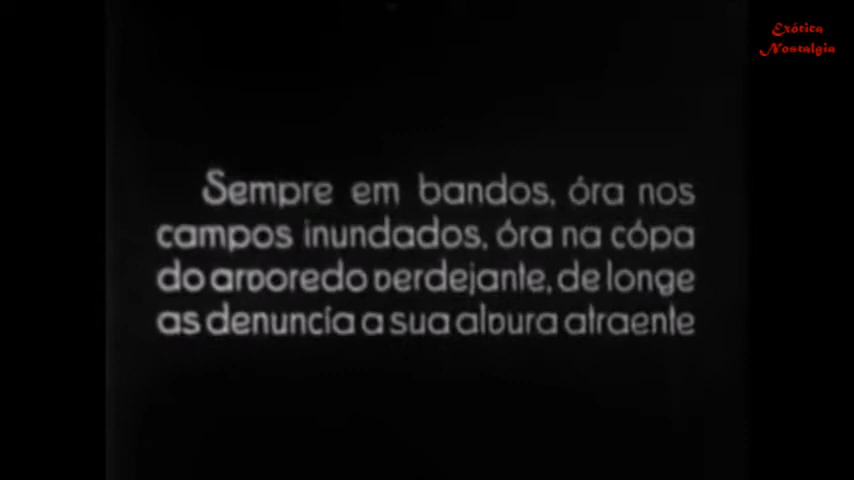 Exótica
Nostalgia
Sempre em bandos, óra nos
campos inundados, óra na cópa
do arvoredo verdejante, de longe
as denuncía a sua alvura atraente